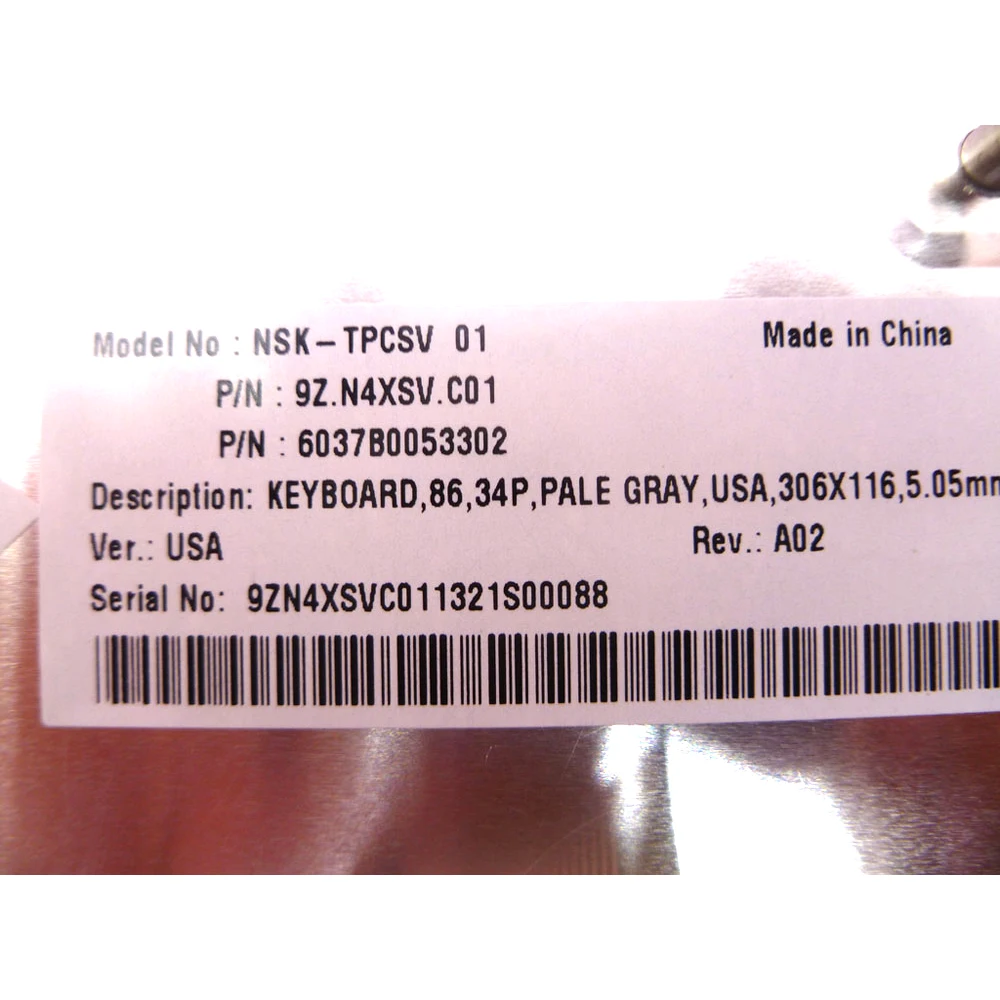 Model No : NSK-TPCSV 01 Made in China
P/N : 9Z.N4XSV.C01
P/N : 6037B0053302
Description: KEYBOARD,86,34P,PALE GRAY,USA,306X116,5.05mm
Ver.: USA Rev.: A02
Serial No: 9ZN4XSVC011321S00088